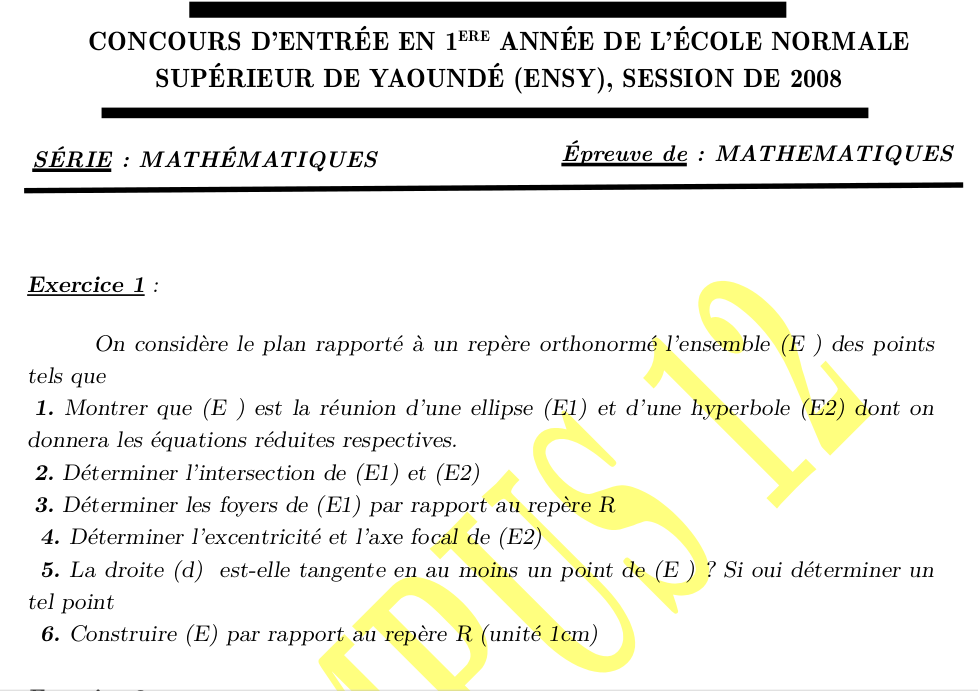 CONCOURS D'ENTRÉE EN 1ERE ANNÉE DE L'ÉCOLE NORMALE
SUPÉRIEUR DE YAOUNDÉ (ENSY), SESSION DE 2008
SÉRIE : MATHÉMATIQUES
Épreuve de : MATHEMATIQUES
Exercice 1 :
On considère le plan rapporté à un repère orthonormé l'ensemble (E ) des points
tels que
1. Montrer que (E ) est la réunion d'une ellipse (E1) et d'une hyperbole (E2) dont on
donnera les équations réduites respectives.
2. Déterminer l'intersection de (E1) et (E2)
3. Déterminer les foyers de (E1) par rapport au repère R
4. Déterminer l'excentricité et l'axe focal de (E2)
5. La droite (d) est-elle tangente en au moins un point de (E ) ? Si oui déterminer un
tel point
6. Construire (E) par rapport au repère R (unité 1cm)
MPUS 12